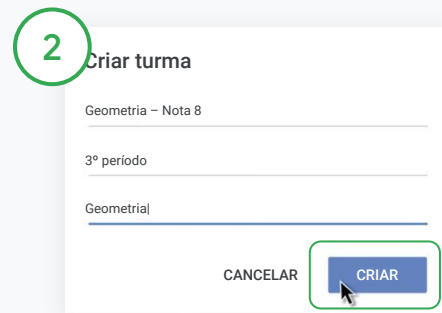 2
Criar turma
Geometria – Nota 8
3º período
Geometria
CANCELAR CRIAR